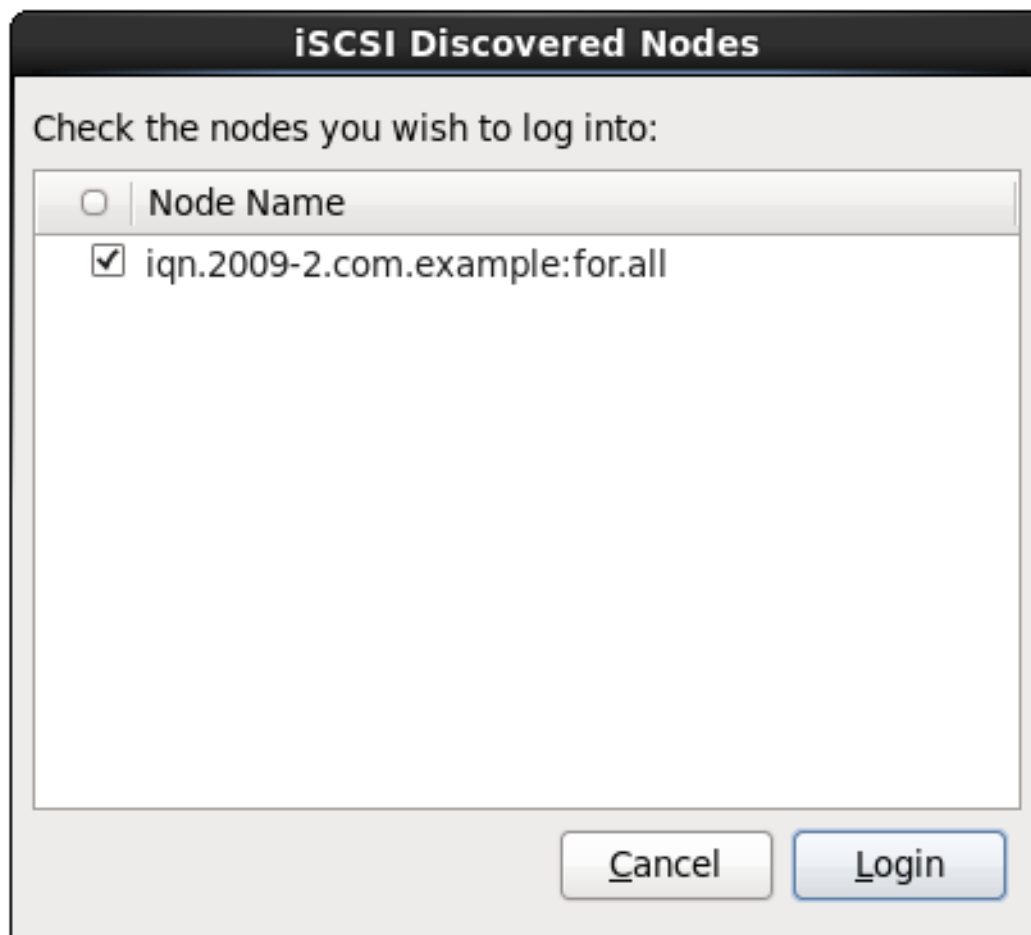 iSCSI Discovered Nodes
Check the nodes you wish to log into:
Node Name
iqn.2009-2.com.example:for.all
Cancel
Login